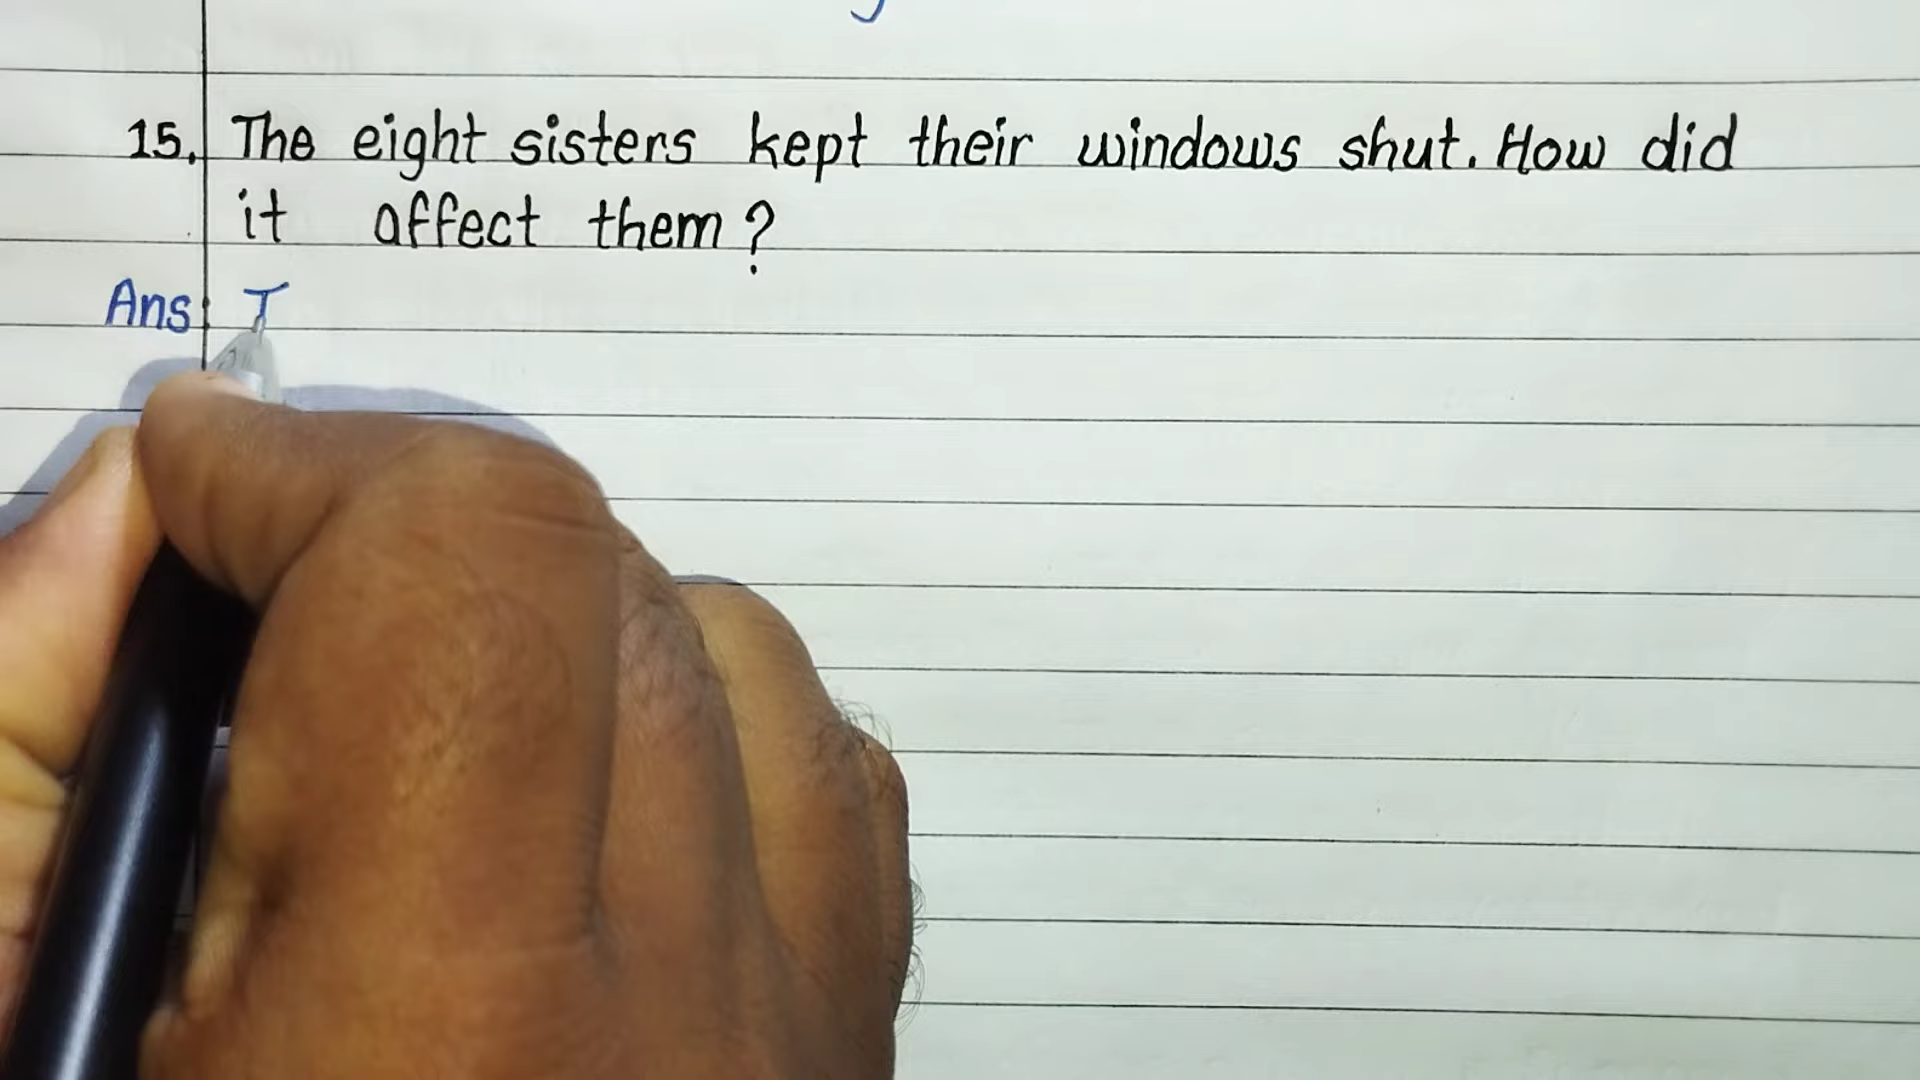 15. The eight sisters kept their windows shut. How did
it affect them?
Ans: T